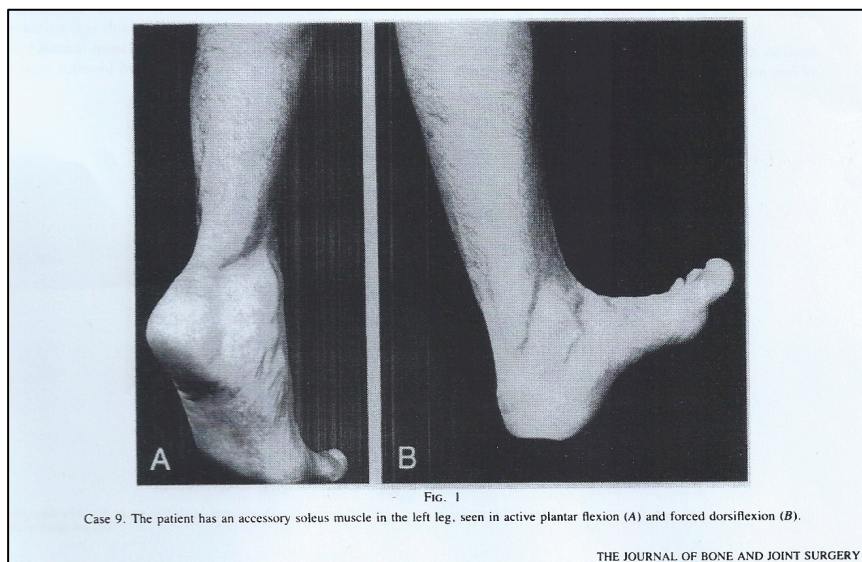 A
B
FIG. 1
Case 9. The patient has an accessory soleus muscle in the left leg, seen in active plantar flexion (A) and forced dorsiflexion (B).
THE JOURNAL OF BONE AND JOINT SURGERY